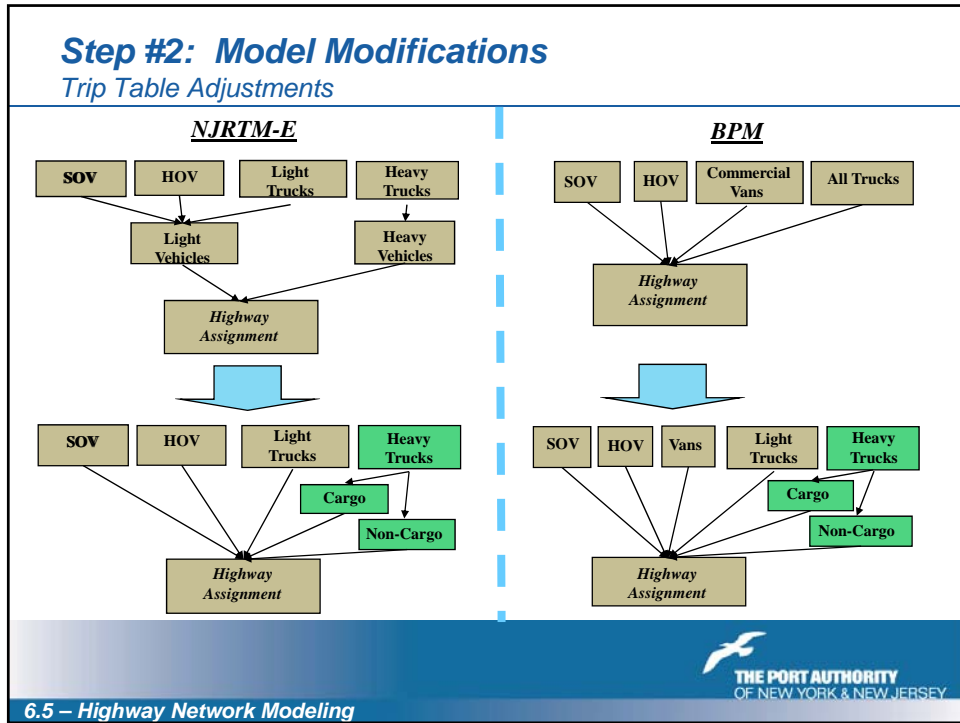 Step #2: Model Modifications
Trip Table Adjustments
NJRTM-E
SOV
HOV
Light
Trucks
Heavy
Trucks
Light
Vehicles
Heavy
Vehicles
Highway
Assignment
SOV
HOV
Light
Trucks
Heavy
Trucks
Cargo
Non-Cargo
Highway
Assignment
BPM
SOV
HOV
Commercial
Vans
All Trucks
Highway
Assignment
SOV
HOV
Vans
Light
Trucks
Heavy
Trucks
Cargo
Non-Cargo
Highway
Assignment
THE PORT AUTHORITY
OF NEW YORK & NEW JERSEY
6.5 – Highway Network Modeling